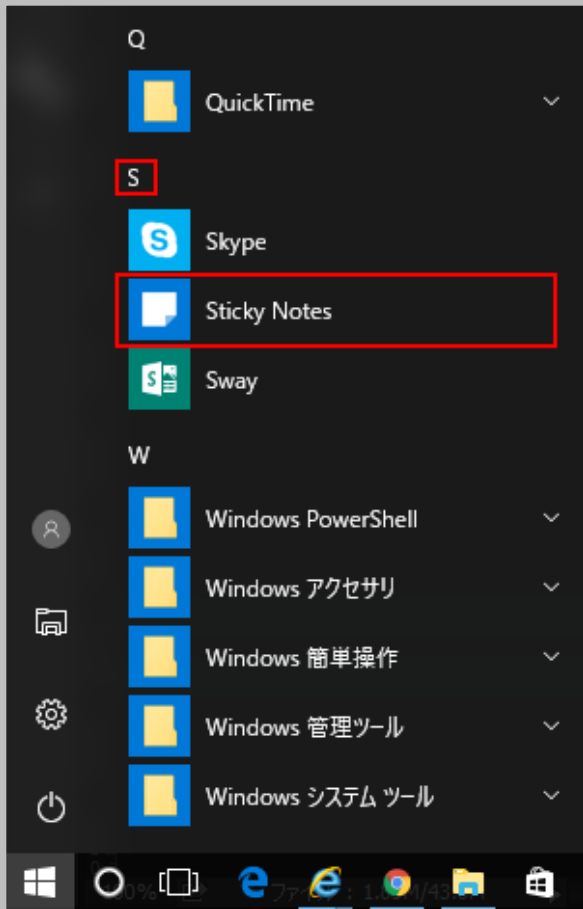 Q
QuickTime
S
Skype
Sticky Notes
Sway
W
Windows PowerShell
Windows アクセサリ
Windows 簡単操作
Windows 管理ツール
Windows システム ツール